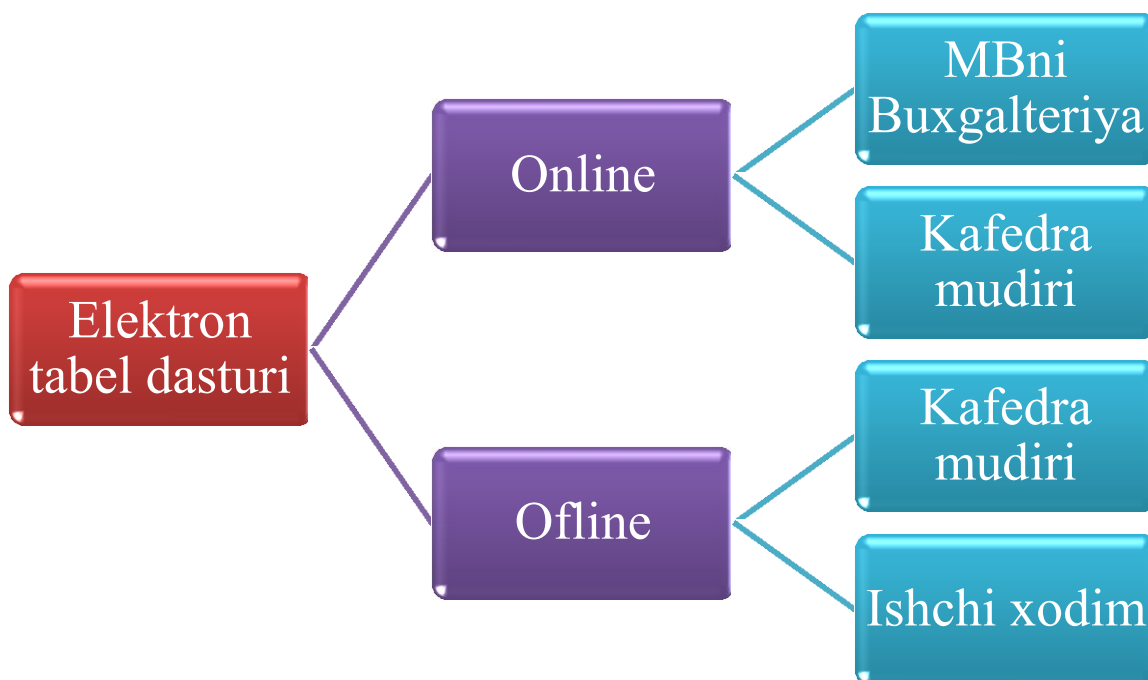 Elektron
tabel dasturi
Online
MBni
Buxgalteriya
Kafedra
mudiri
Ofline
Kafedra
mudiri
Ishchi xodim